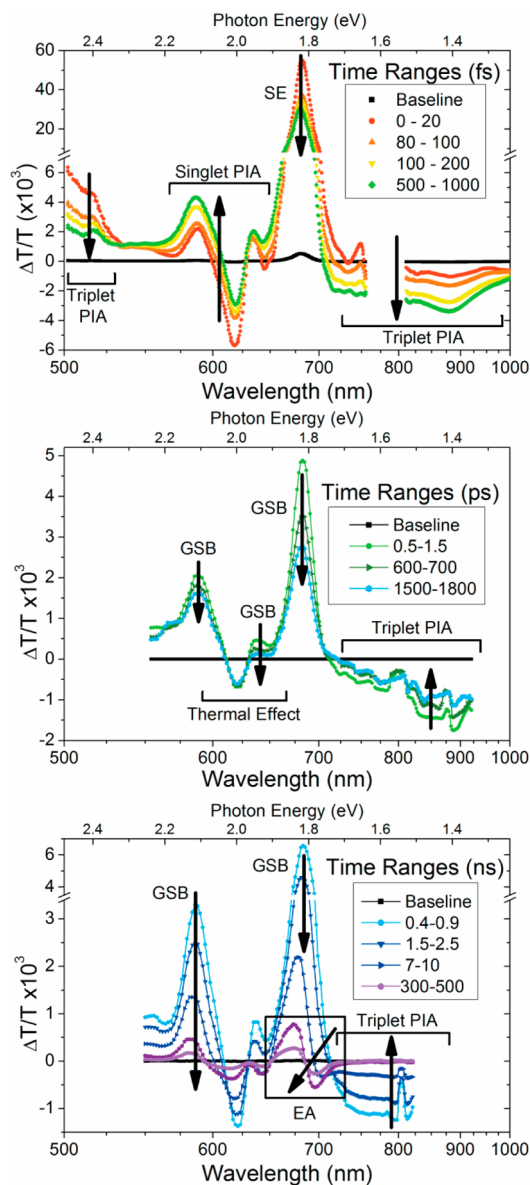 Photon Energy (eV)
2.4 2.2 2.0 1.8 1.6 1.4
60
40
20
6
4
2
0
-2
-4
-6
ΔT/T (x10³)
SE
Time Ranges (fs)
Baseline
0 - 20
80 - 100
100 - 200
500 - 1000
Singlet PIA
Triplet
PIA
Triplet PIA
500 600 700 800 900 1000
Wavelength (nm)
Photon Energy (eV)
2.4 2.2 2.0 1.8 1.6 1.4
5
4
3
2
1
0
-1
-2
ΔT/T x10³
GSB
GSB
GSB
Time Ranges (ps)
Baseline
0.5-1.5
600-700
1500-1800
Triplet PIA
Thermal Effect
500 600 700 800 900 1000
Wavelength (nm)
Photon Energy (eV)
2.4 2.2 2.0 1.8 1.6 1.4
6
5
3
2
1
0
-1
ΔT/T x10³
GSB
GSB
Time Ranges (ns)
Baseline
0.4-0.9
1.5-2.5
7-10
300-500
Triplet PIA
EA
500 600 700 800 900 1000
Wavelength (nm)